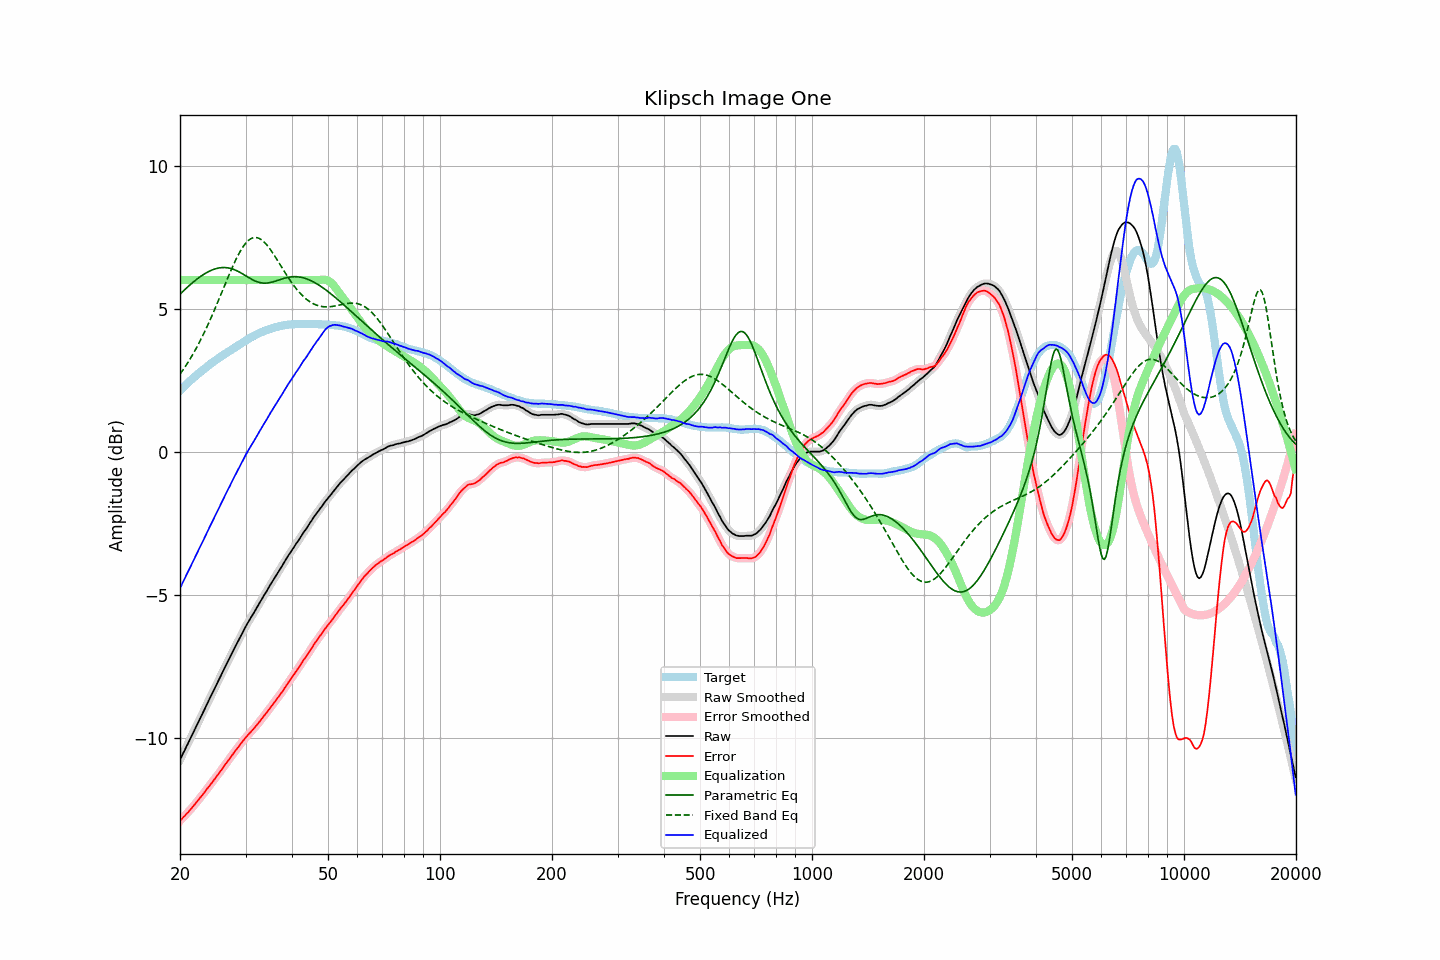 Klipsch Image One
Amplitude (dBr)
10
5
0
−5
−10
20
50
100
200
500
1000
2000
5000
10000
20000
Frequency (Hz)
Target
Raw Smoothed
Error Smoothed
Raw
Error
Equalization
Parametric Eq
Fixed Band Eq
Equalized